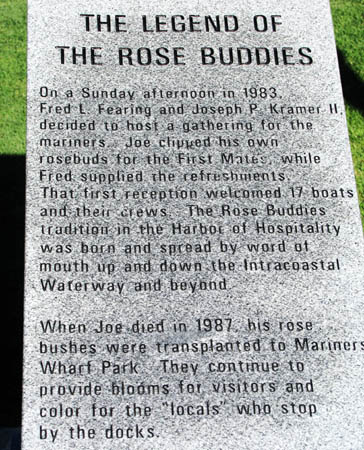 THE LEGEND OF
THE ROSE BUDDIES
On a Sunday afternoon in 1983,
Fred L. Fearing and Joseph P. Kramer II,
decided to host a gathering for the
mariners. Joe clipped his own
rosebuds for the First Mates, while
Fred supplied the refreshments.
That first reception welcomed 17 boats
and their crews. The Rose Buddies
tradition in the Harbor of Hospitality
was born and spread by word of
mouth up and down the Intracoastal
Waterway and beyond.
When Joe died in 1987, his rose
bushes were transplanted to Mariners
Wharf Park. They continue to
provide blooms for visitors and
color for the "locals" who stop
by the docks.